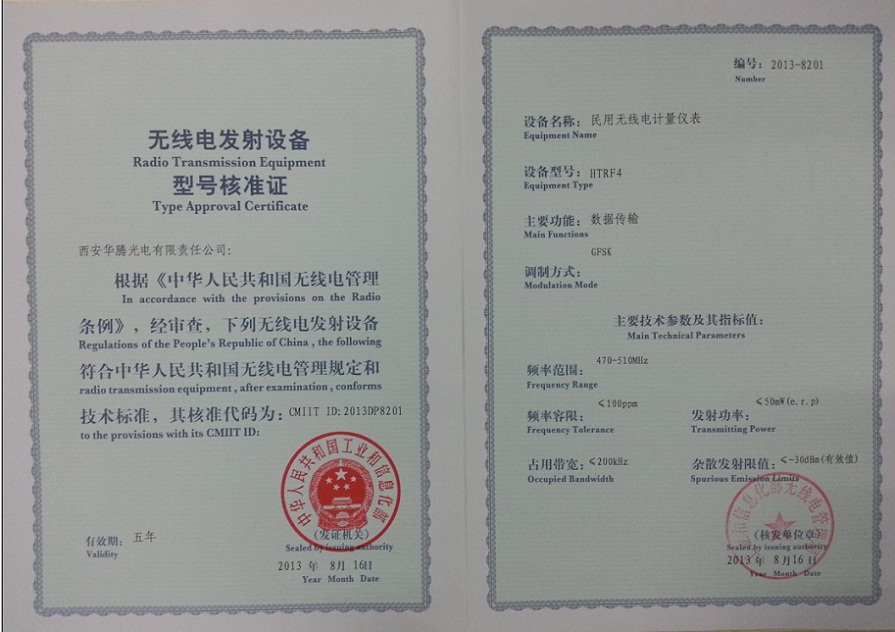 无线电发射设备
Radio Transmission Equipment
型号核准证
Type Approval Certificate
西安华腾光电有限责任公司:
根据《中华人民共和国无线电管理
In accordance with the provisions on the Radio
条例》，经审查，下列无线电发射设备
Regulations of the People's Republic of China , the following
符合中华人民共和国无线电管理规定和
radio transmission equipment , after examination , conforms
技术标准，其核准代码为：CMIIT ID:2013DP8201
to the provisions with its CMIIT ID:
中华人民共和国工业和信息化部
(发证机关)
Sealed by issuing authority
有效期：五年
Validity
2013 年 8月 16日
Year Month Date
编号：2013-8201
Number
设备名称：民用无线电计量仪表
Equipment Name
设备型号：HTRF4
Equipment Type
主要功能：数据传输
Main Functions
GFSK
调制方式：
Modulation Mode
主要技术参数及其指标值：
Main Technical Parameters
470-510MHz
频率范围：
Frequency Range
≤100ppm
频率容限：
Frequency Tolerance
≤50mW(e.r.p)
发射功率：
Transmitting Power
占用带宽：≤200kHz
Occupied Bandwidth
杂散发射限值：≤-36dBm(有效值)
Spurious Emission Limits
信息化部无线电管
(核发单位章)
Sealed by issuing authority
2013 年 8月16日
Year Month Date